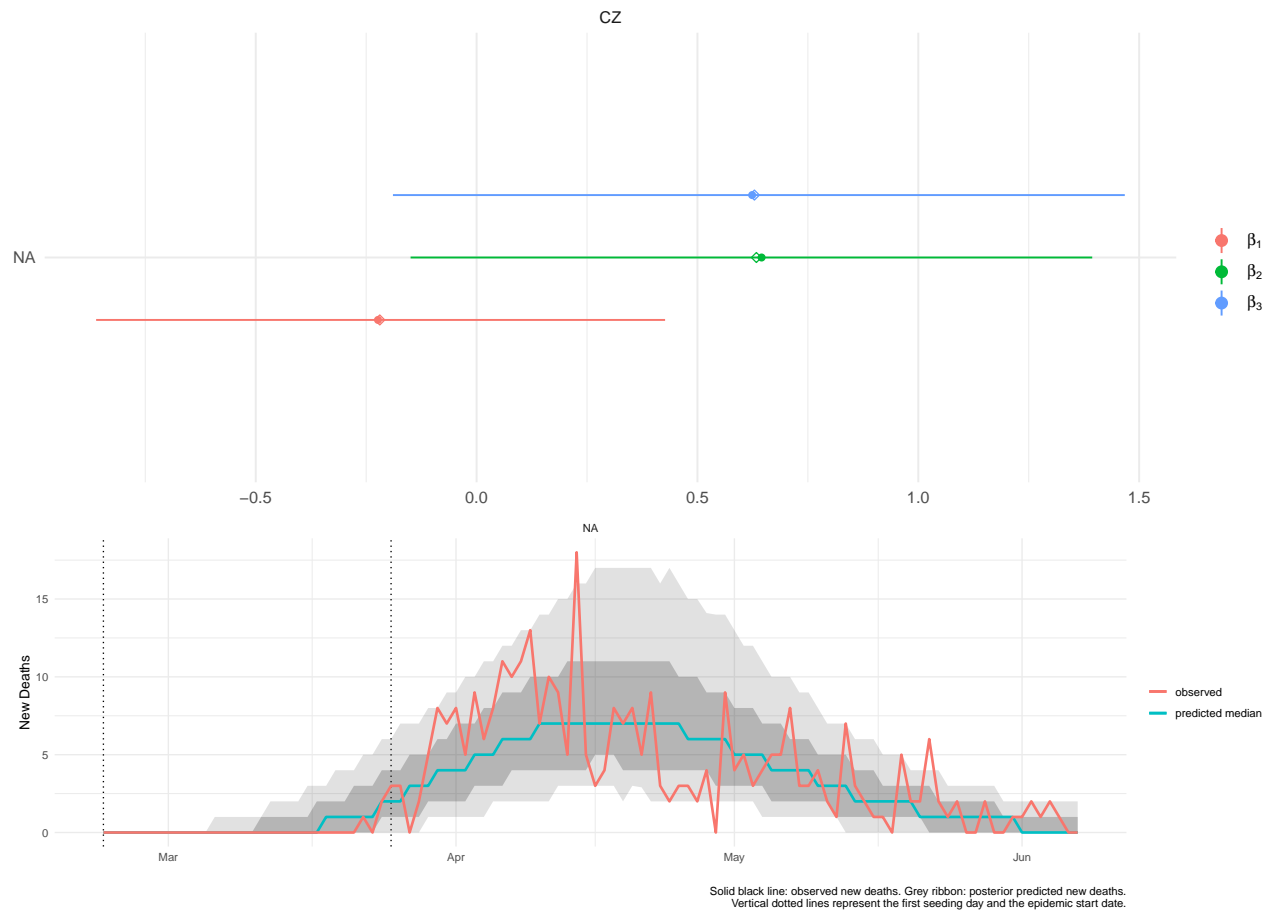 CZ
NA
β1
β2
β3
−0.5 0.0 0.5 1.0 1.5
NA
New Deaths
15
10
5
0
Mar Apr May Jun
observed
predicted median
Solid black line: observed new deaths. Grey ribbon: posterior predicted new deaths.
Vertical dotted lines represent the first seeding day and the epidemic start date.